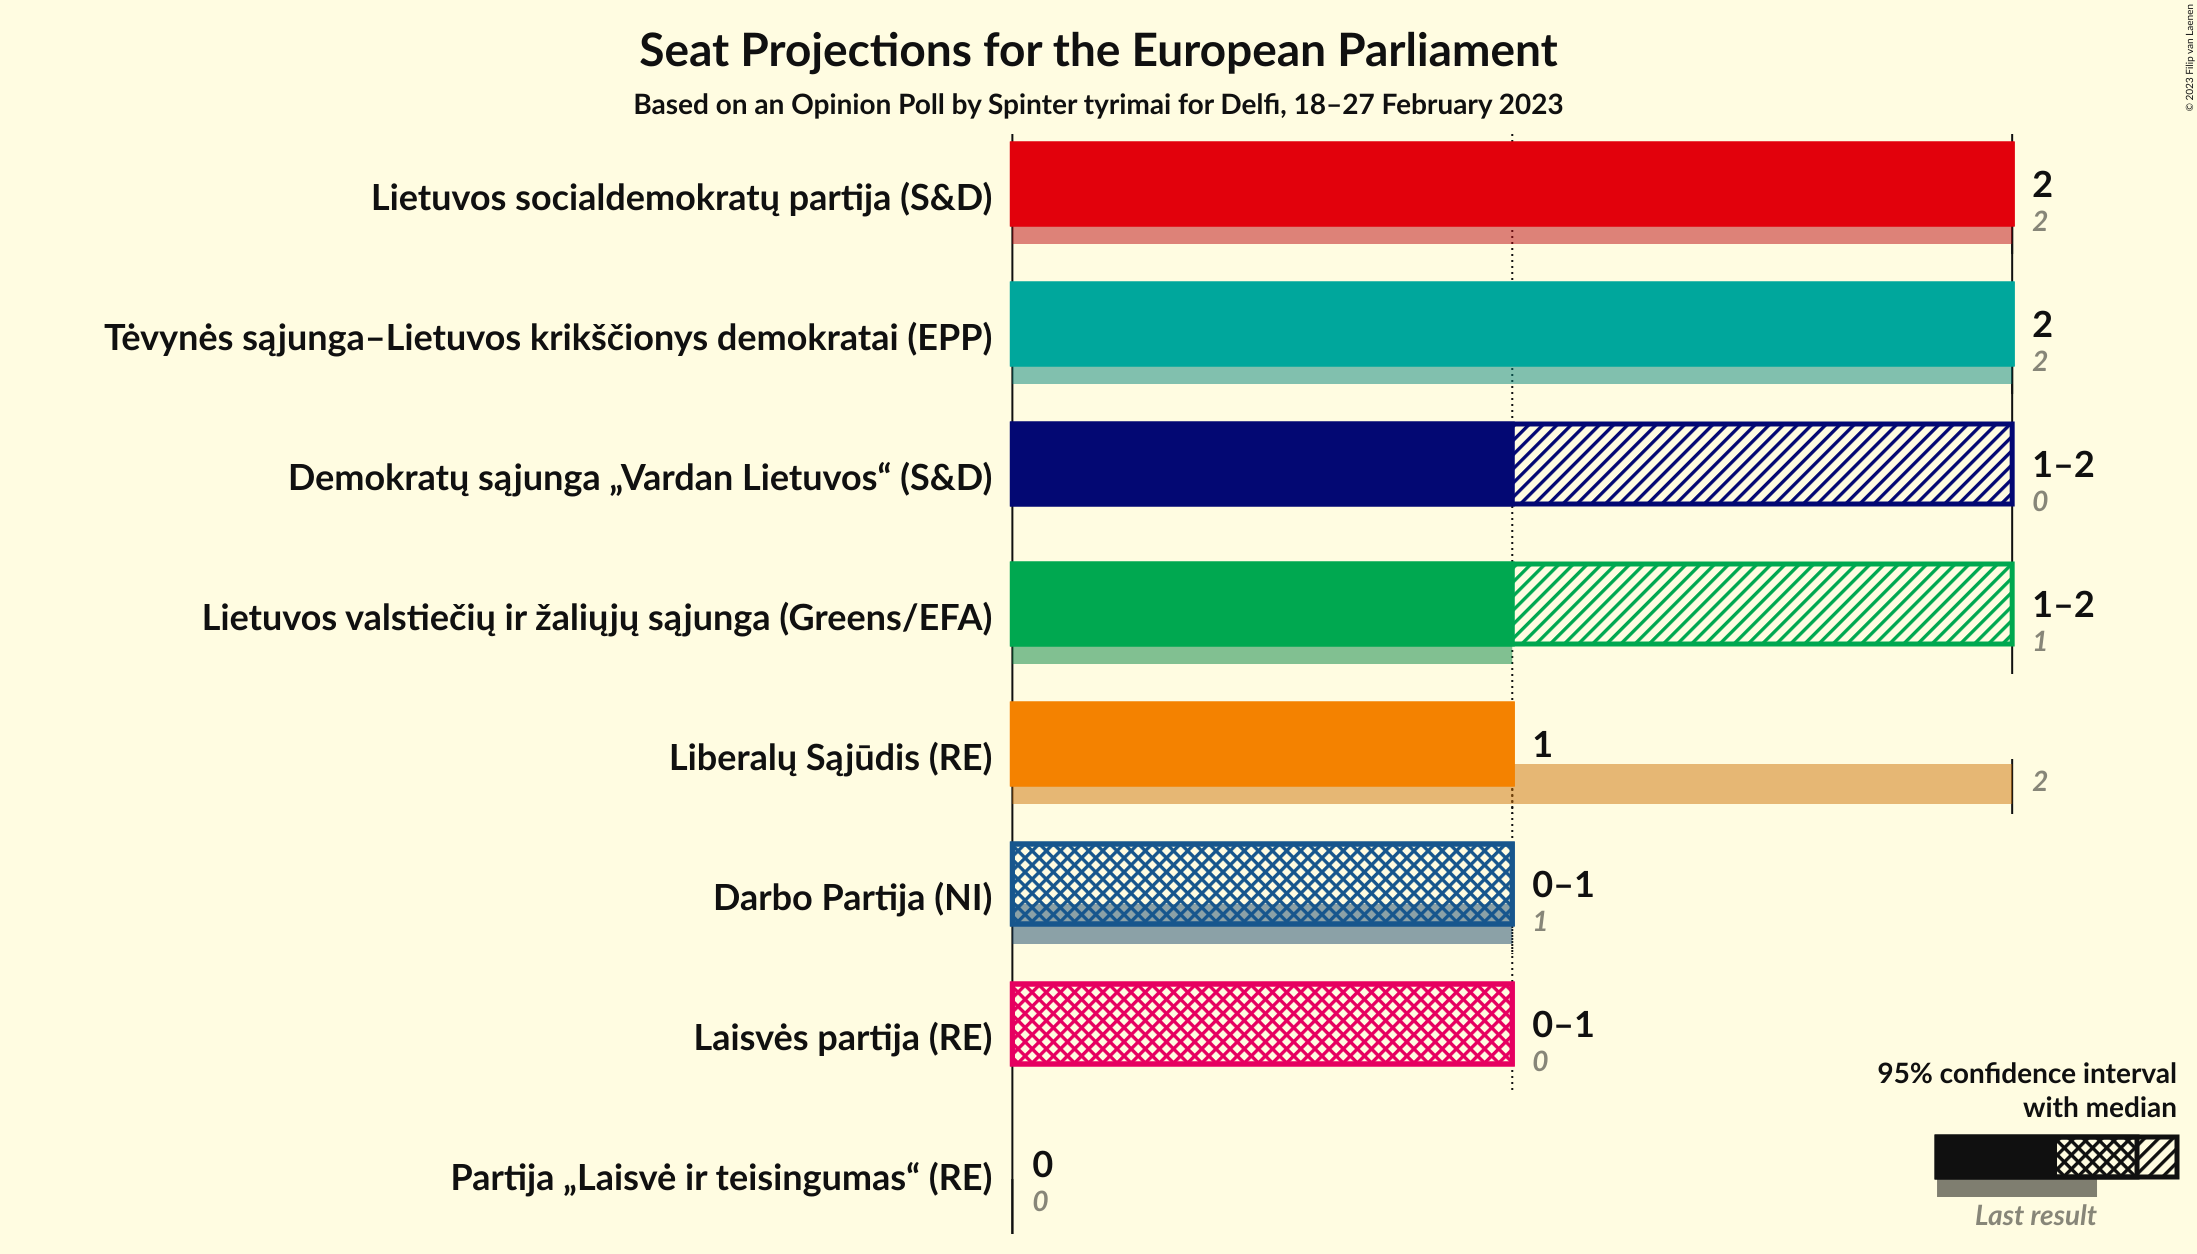 Seat Projections for the European Parliament
Based on an Opinion Poll by Spinter tyrimai for Delfi, 18–27 February 2023
© 2023 Filip van Laenen
Lietuvos socialdemokratų partija (S&D)
2
2
Tėvynės sąjunga–Lietuvos krikščionys demokratai (EPP)
2
2
Demokratų sąjunga „Vardan Lietuvos“ (S&D)
1–2
0
Lietuvos valstiečių ir žaliųjų sąjunga (Greens/EFA)
1–2
1
Liberalų Sąjūdis (RE)
1
2
Darbo Partija (NI)
0–1
1
Laisvės partija (RE)
0–1
0
Partija „Laisvė ir teisingumas“ (RE)
0
0
95% confidence interval
with median
Last result